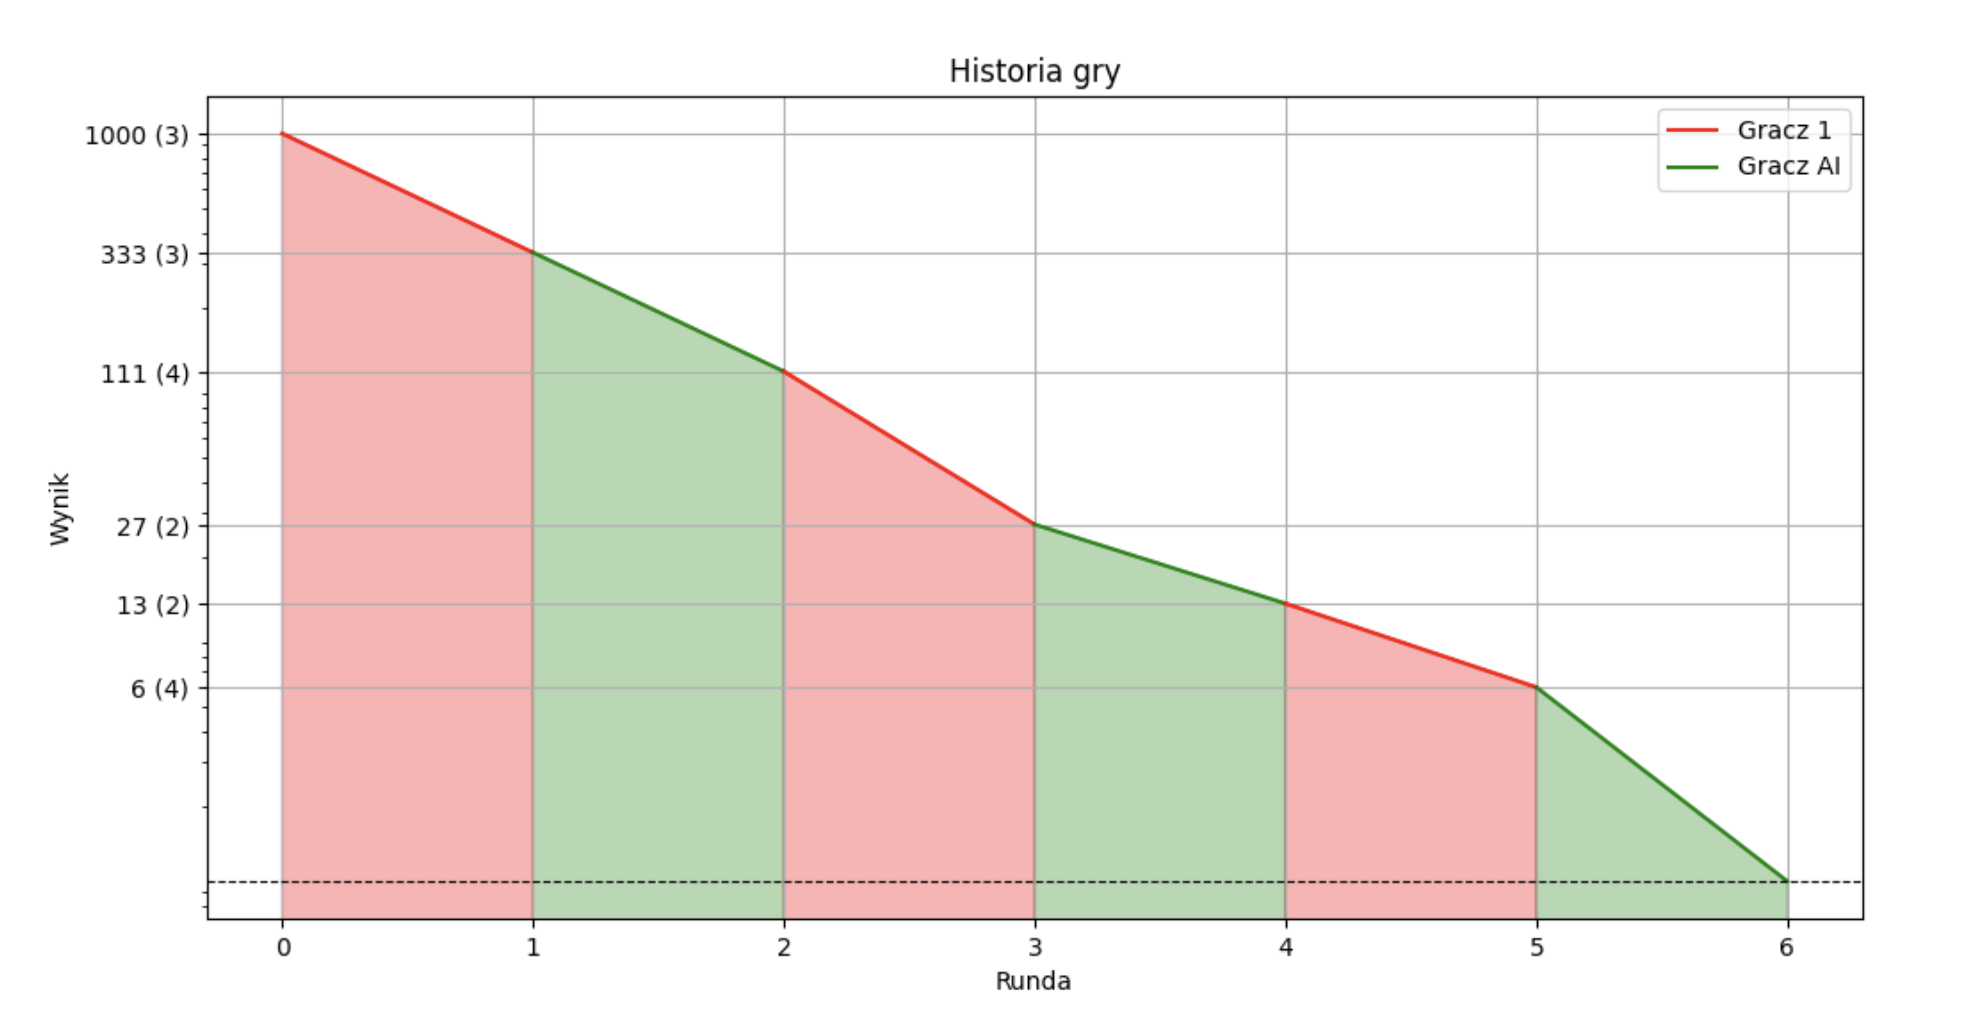 Historia gry
Gracz 1
Gracz AI
Wynik
1000 (3)
333 (3)
111 (4)
27 (2)
13 (2)
6 (4)
0 1 2 3 4 5 6
Runda